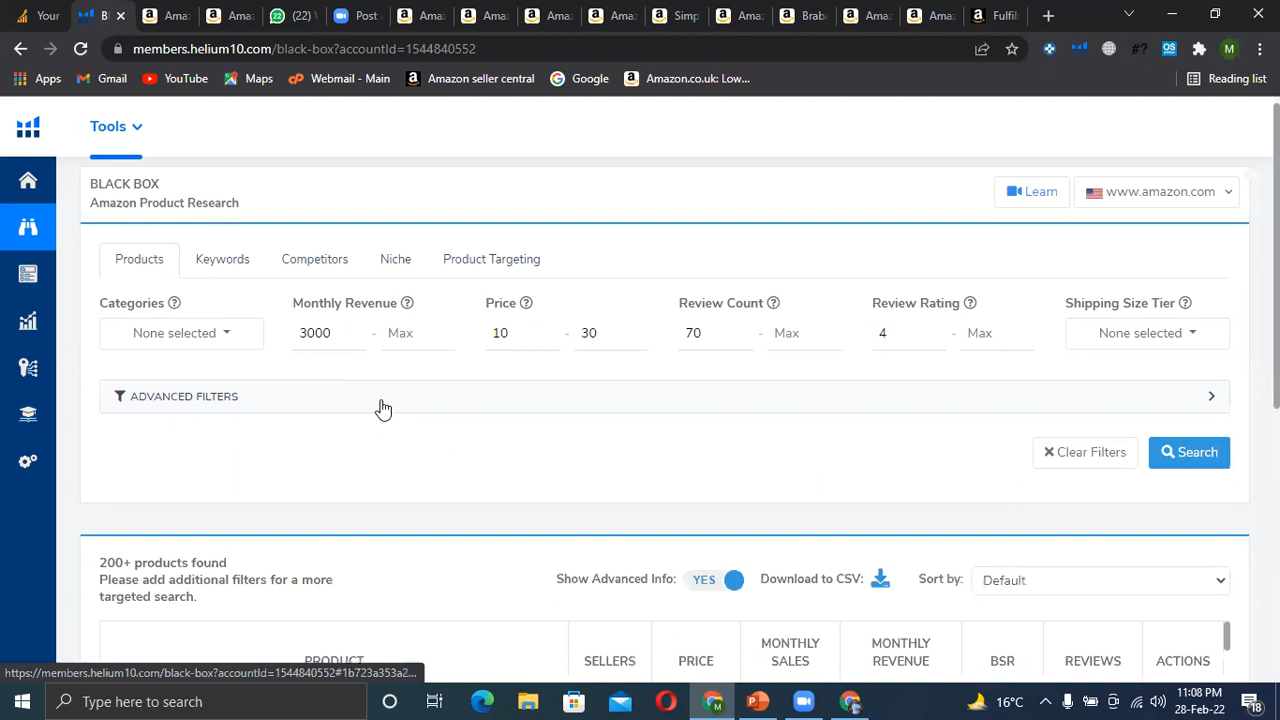 Your
B
Ama
Ama
(22)
Post
Amaz
Ama
Ama
Simp
Ama
Braba
Ama
Ama
Fulfil
members.helium10.com/black-box?accountId=1544840552
Apps
Gmail
YouTube
Maps
Webmail - Main
Amazon seller central
Google
Amazon.co.uk: Low...
Reading list
Tools
BLACK BOX
Amazon Product Research
Learn
www.amazon.com
Products
Keywords
Competitors
Niche
Product Targeting
Categories
Monthly Revenue
Price
Review Count
Review Rating
Shipping Size Tier
None selected
3000 - Max
10 - 30
70 - Max
4 - Max
None selected
ADVANCED FILTERS
Clear Filters
Search
200+ products found
Please add additional filters for a more
targeted search.
Show Advanced Info: YES
Download to CSV:
Sort by: Default
PRODUCT
SELLERS
PRICE
MONTHLY
SALES
MONTHLY
REVENUE
BSR
REVIEWS
ACTIONS
https://members.helium10.com/black-box?accountId=1544840552#1b723a353a2...
Type here to search
16°C
11:08 PM
28-Feb-22
18